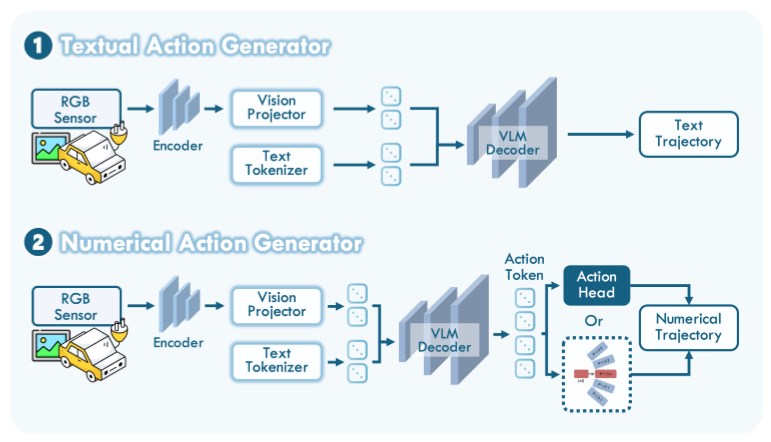 1 Textual Action Generator
RGB
Sensor
Encoder
Vision
Projector
Text
Tokenizer
VLM
Decoder
Text
Trajectory
2 Numerical Action Generator
RGB
Sensor
Encoder
Vision
Projector
Text
Tokenizer
VLM
Decoder
Action
Token
Action
Head
Or
Numerical
Trajectory